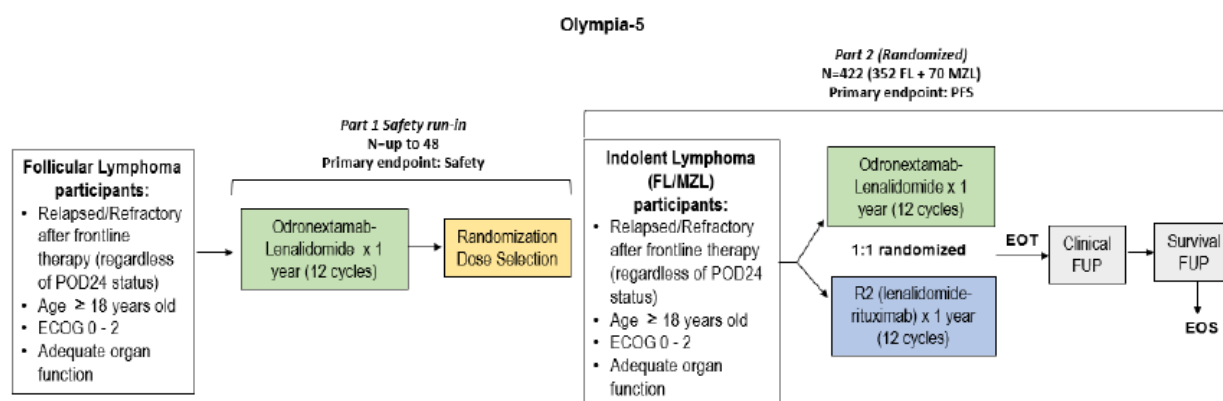 Olympia-5
Part 1 Safety run-in
N–up to 48
Primary endpoint: Safety
Part 2 (Randomized)
N=422 (352 FL + 70 MZL)
Primary endpoint: PFS
Follicular Lymphoma
participants:
• Relapsed/Refractory
after frontline
therapy (regardless
of POD24 status)
• Age ≥ 18 years old
• ECOG 0 - 2
• Adequate organ
function
Odronextamab-
Lenalidomide x 1
year (12 cycles)
Randomization
Dose Selection
Indolent Lymphoma
(FL/MZL)
participants:
• Relapsed/Refractory
after frontline therapy
(regardless of POD24
status)
• Age ≥ 18 years old
• ECOG 0 - 2
• Adequate organ
function
Odronextamab-
Lenalidomide x 1
year (12 cycles)
1:1 randomized
R2 (lenalidomide-
rituximab) x 1 year
(12 cycles)
EOT
Clinical
FUP
Survival
FUP
EOS